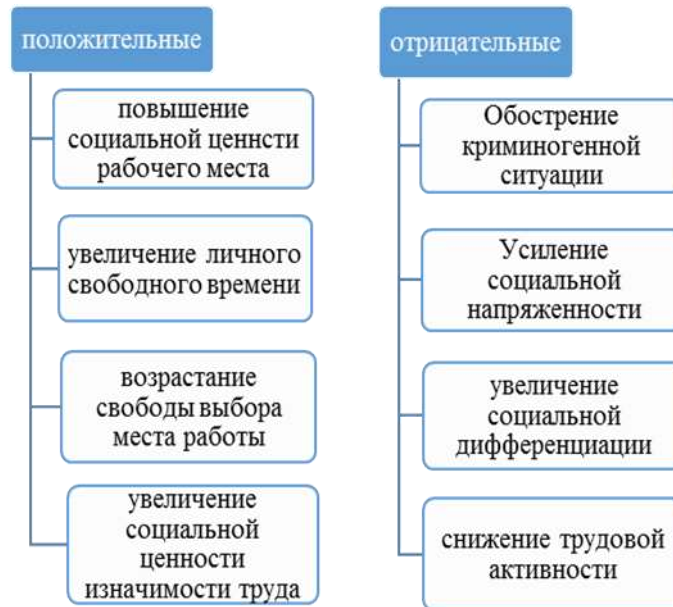 положительные
повышение
социальной ценнсти
рабочего места
увеличение личного
свободного времени
возрастание
свободы выбора
места работы
увеличение
социальной
ценности
изначимости труда
отрицательные
Обострение
криминогенной
ситуации
Усиление
социальной
напряженности
увеличение
социальной
дифференциации
снижение трудовой
активности